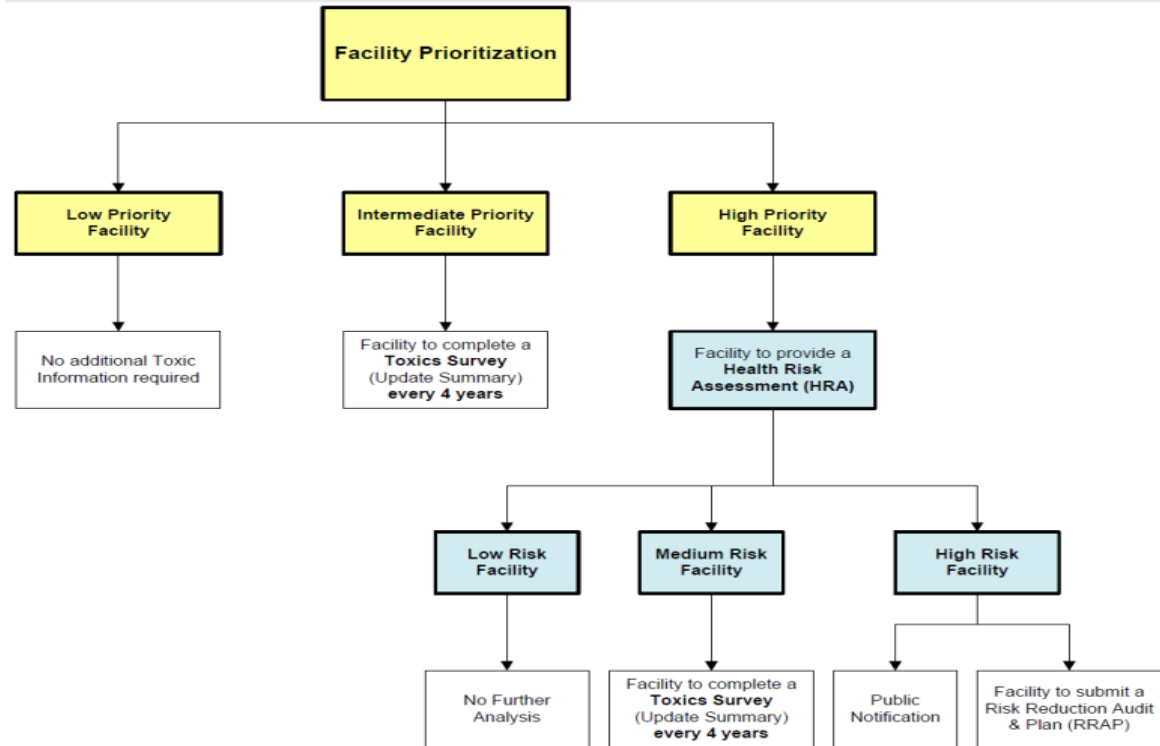 Facility Prioritization
Low Priority
Facility
Intermediate Priority
Facility
High Priority
Facility
No additional Toxic
Information required
Facility to complete a
Toxics Survey
(Update Summary)
every 4 years
Facility to provide a
Health Risk
Assessment (HRA)
Low Risk
Facility
Medium Risk
Facility
High Risk
Facility
No Further
Analysis
Facility to complete a
Toxics Survey
(Update Summary)
every 4 years
Public
Notification
Facility to submit a
Risk Reduction Audit
& Plan (RRAP)